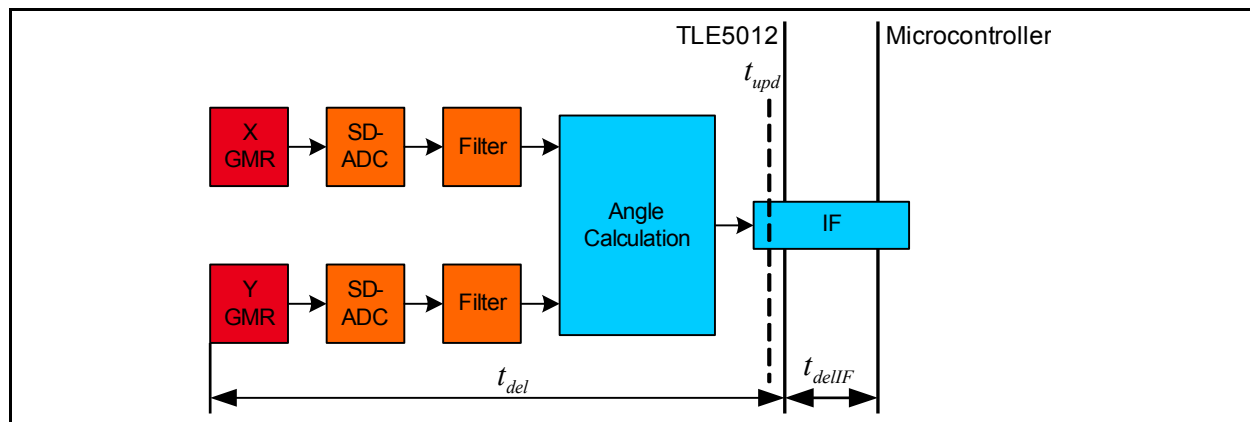 TLE5012
Microcontroller
t_upd
X
GMR
SD-
ADC
Filter
Angle
Calculation
IF
Y
GMR
SD-
ADC
Filter
t_del
t_delIF